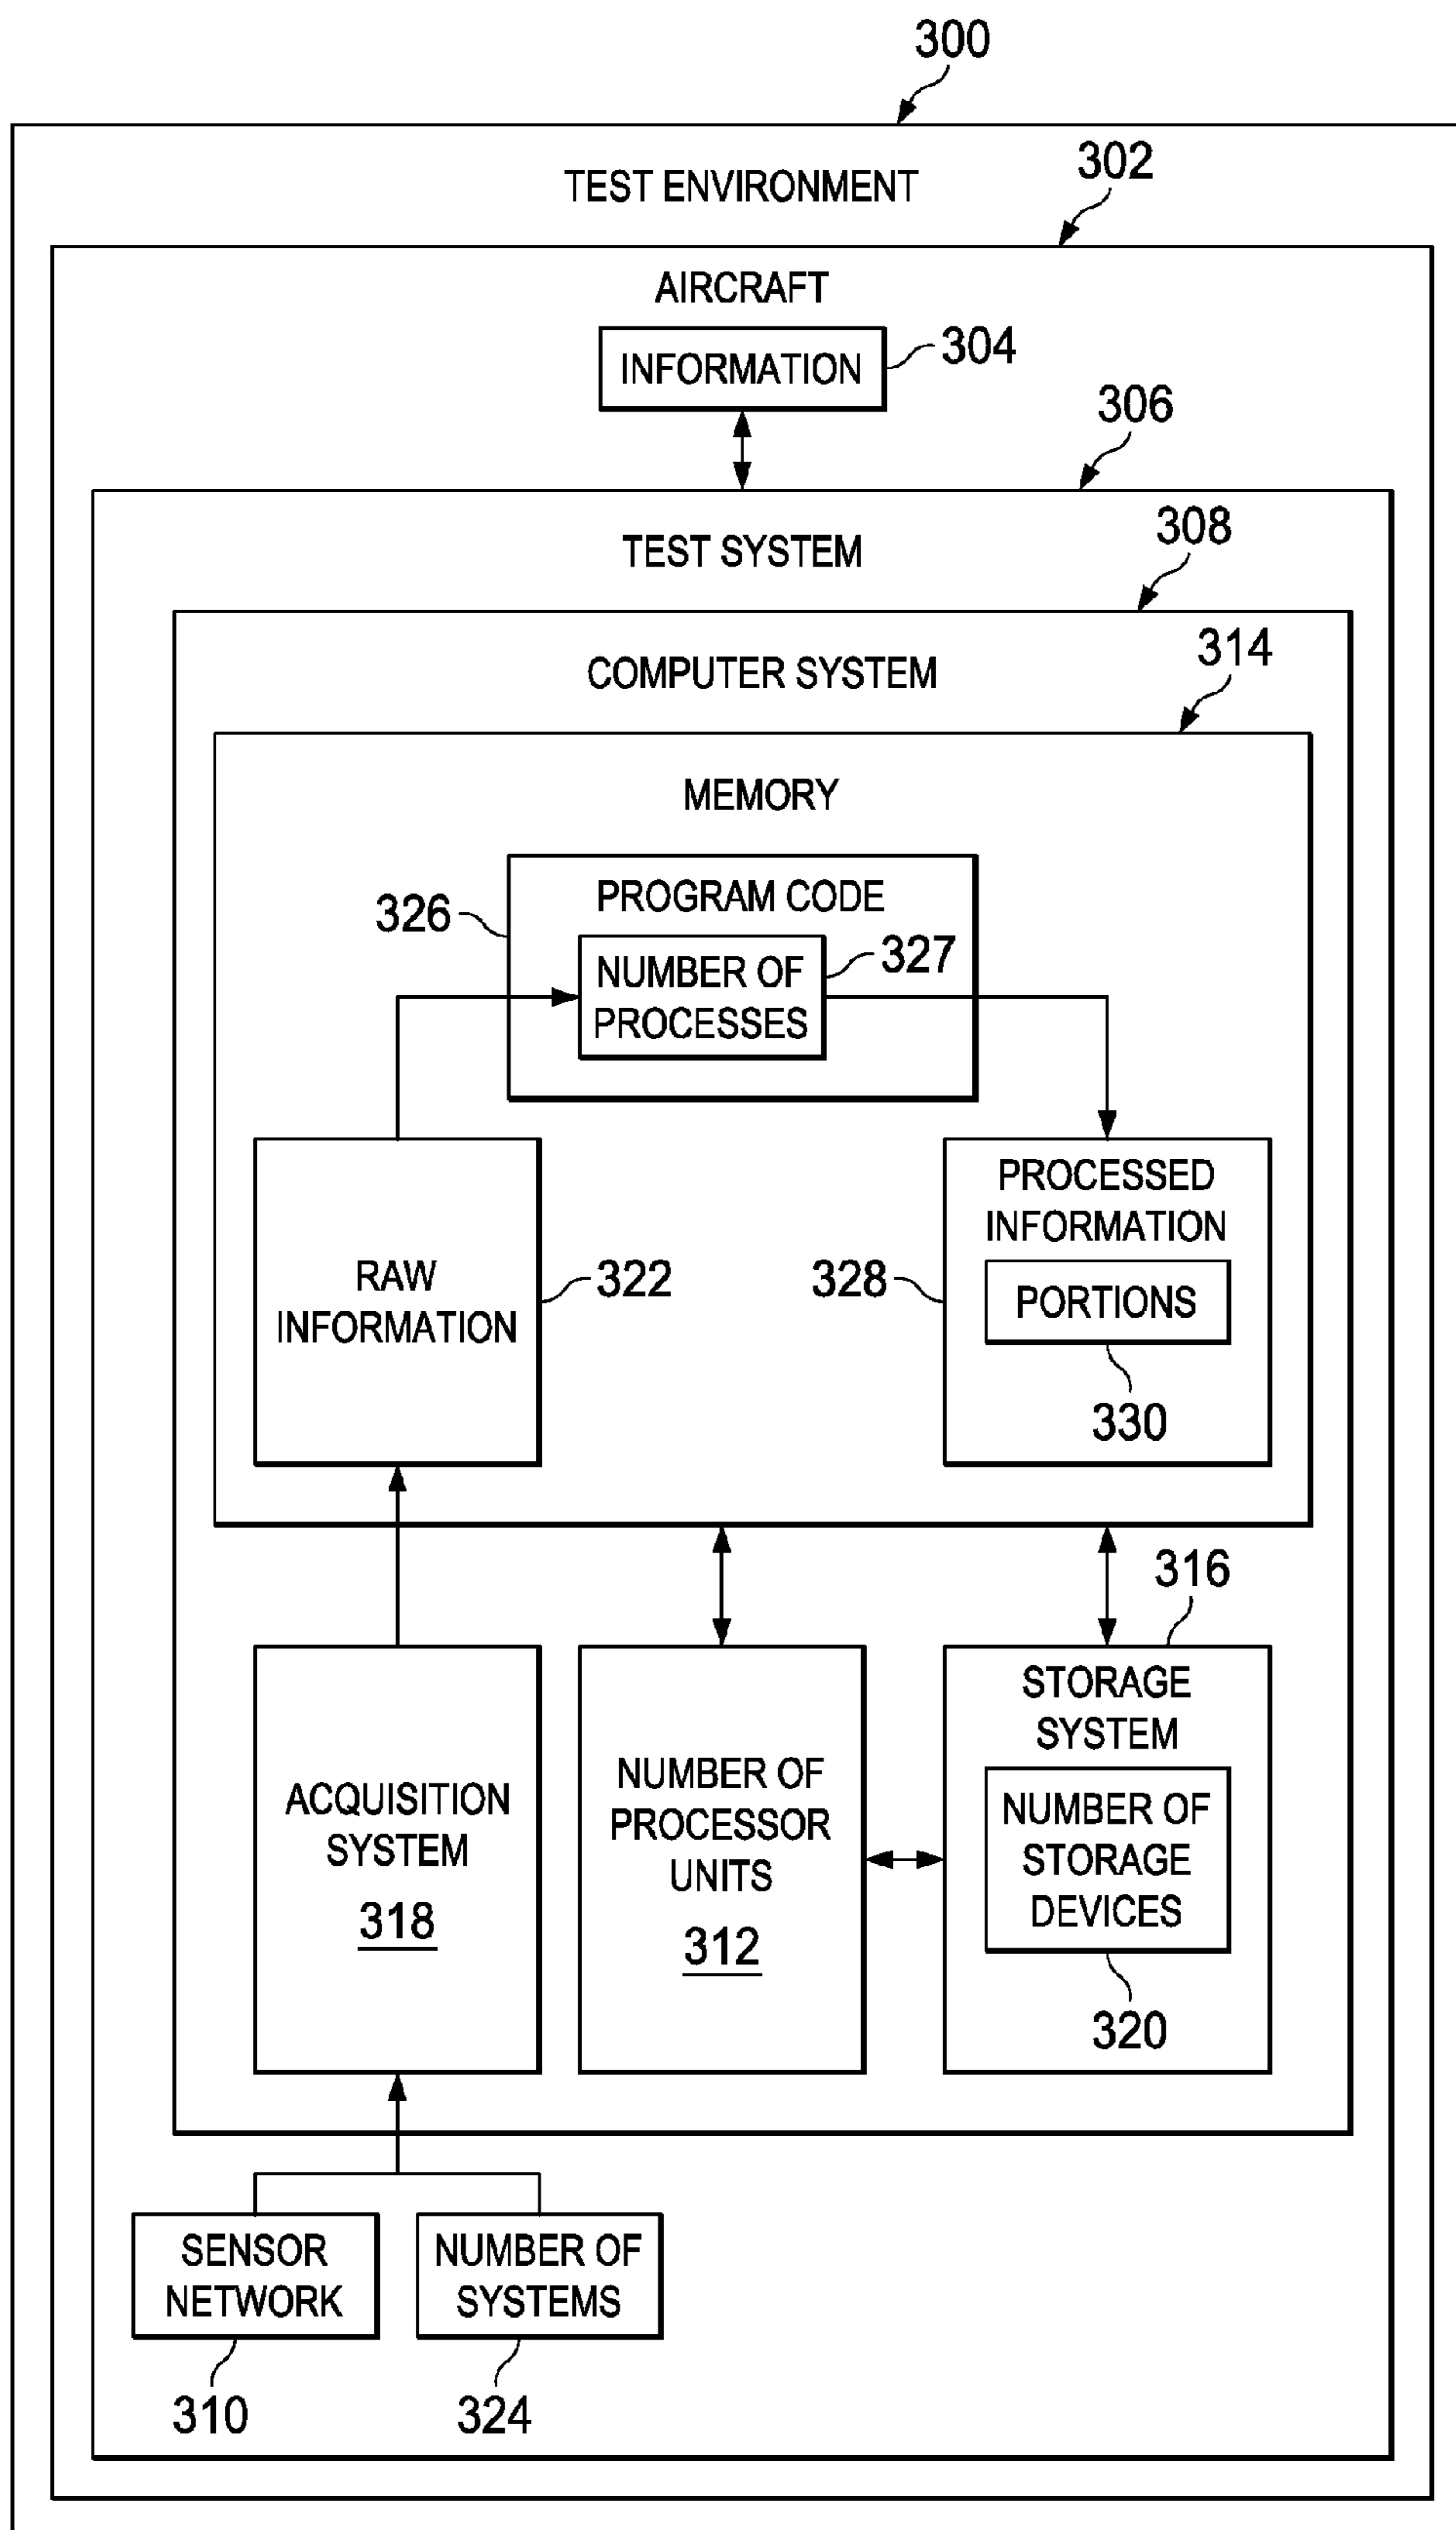 300
TEST ENVIRONMENT
302
AIRCRAFT
INFORMATION
304
306
TEST SYSTEM
308
COMPUTER SYSTEM
314
MEMORY
326
PROGRAM CODE
NUMBER OF
PROCESSES
327
RAW
INFORMATION
322
328
PROCESSED
INFORMATION
PORTIONS
330
316
ACQUISITION
SYSTEM
318
NUMBER OF
PROCESSOR
UNITS
312
STORAGE
SYSTEM
NUMBER OF
STORAGE
DEVICES
320
SENSOR
NETWORK
310
NUMBER OF
SYSTEMS
324